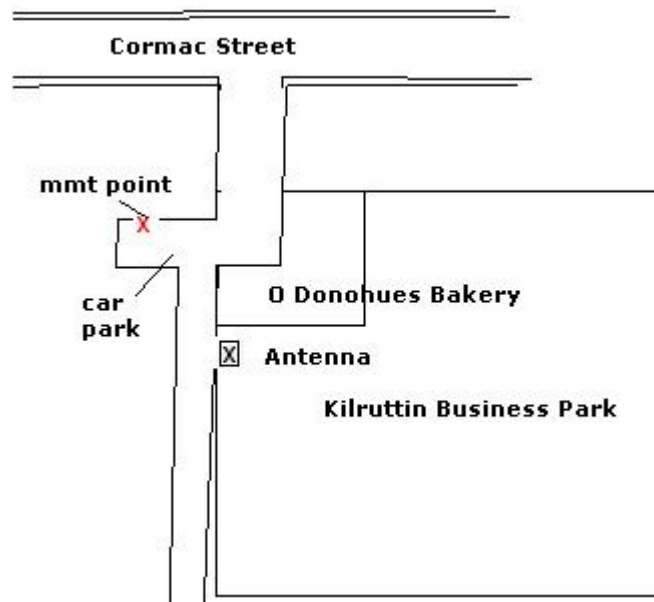 Cormac Street
mmt point
X
car
park
O Donohues Bakery
X
Antenna
Kilruttin Business Park